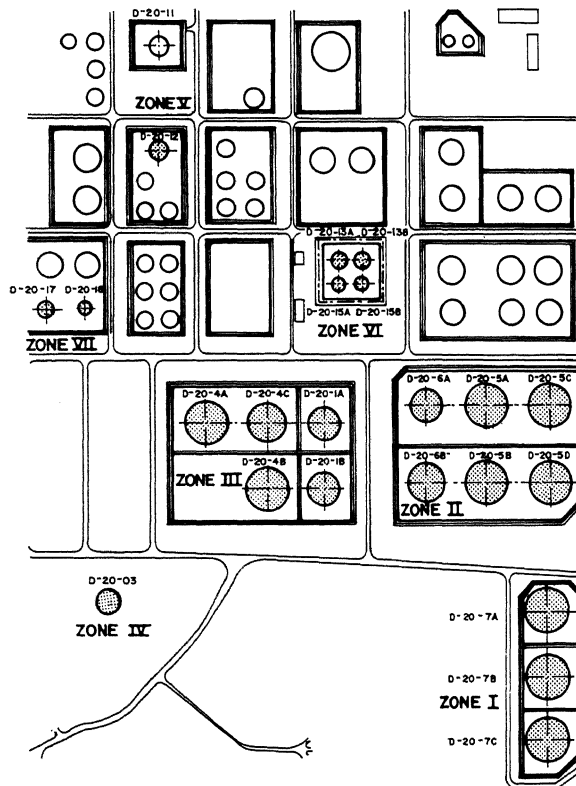 D-20-11
ZONE V
D-20-12
D-20-13A D-20-13B
D-20-17 D-20-18
D-20-15A D-20-15B
ZONE VI
ZONE VII
D-20-4A D-20-4C D-20-1A
D-20-6A D-20-5A D-20-5C
D-20-4B D-20-1B
D-20-6B D-20-5B D-20-5D
ZONE III
ZONE II
D-20-03
ZONE IV
D-20-7A
D-20-7B
ZONE I
D-20-7C